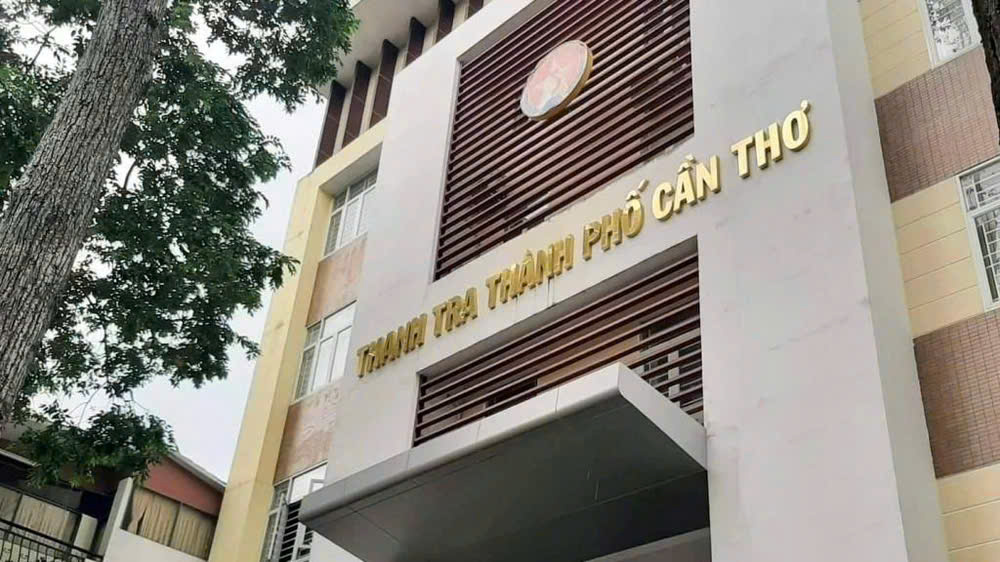 THANH TRA THÀNH PHỐ CẦN THƠ